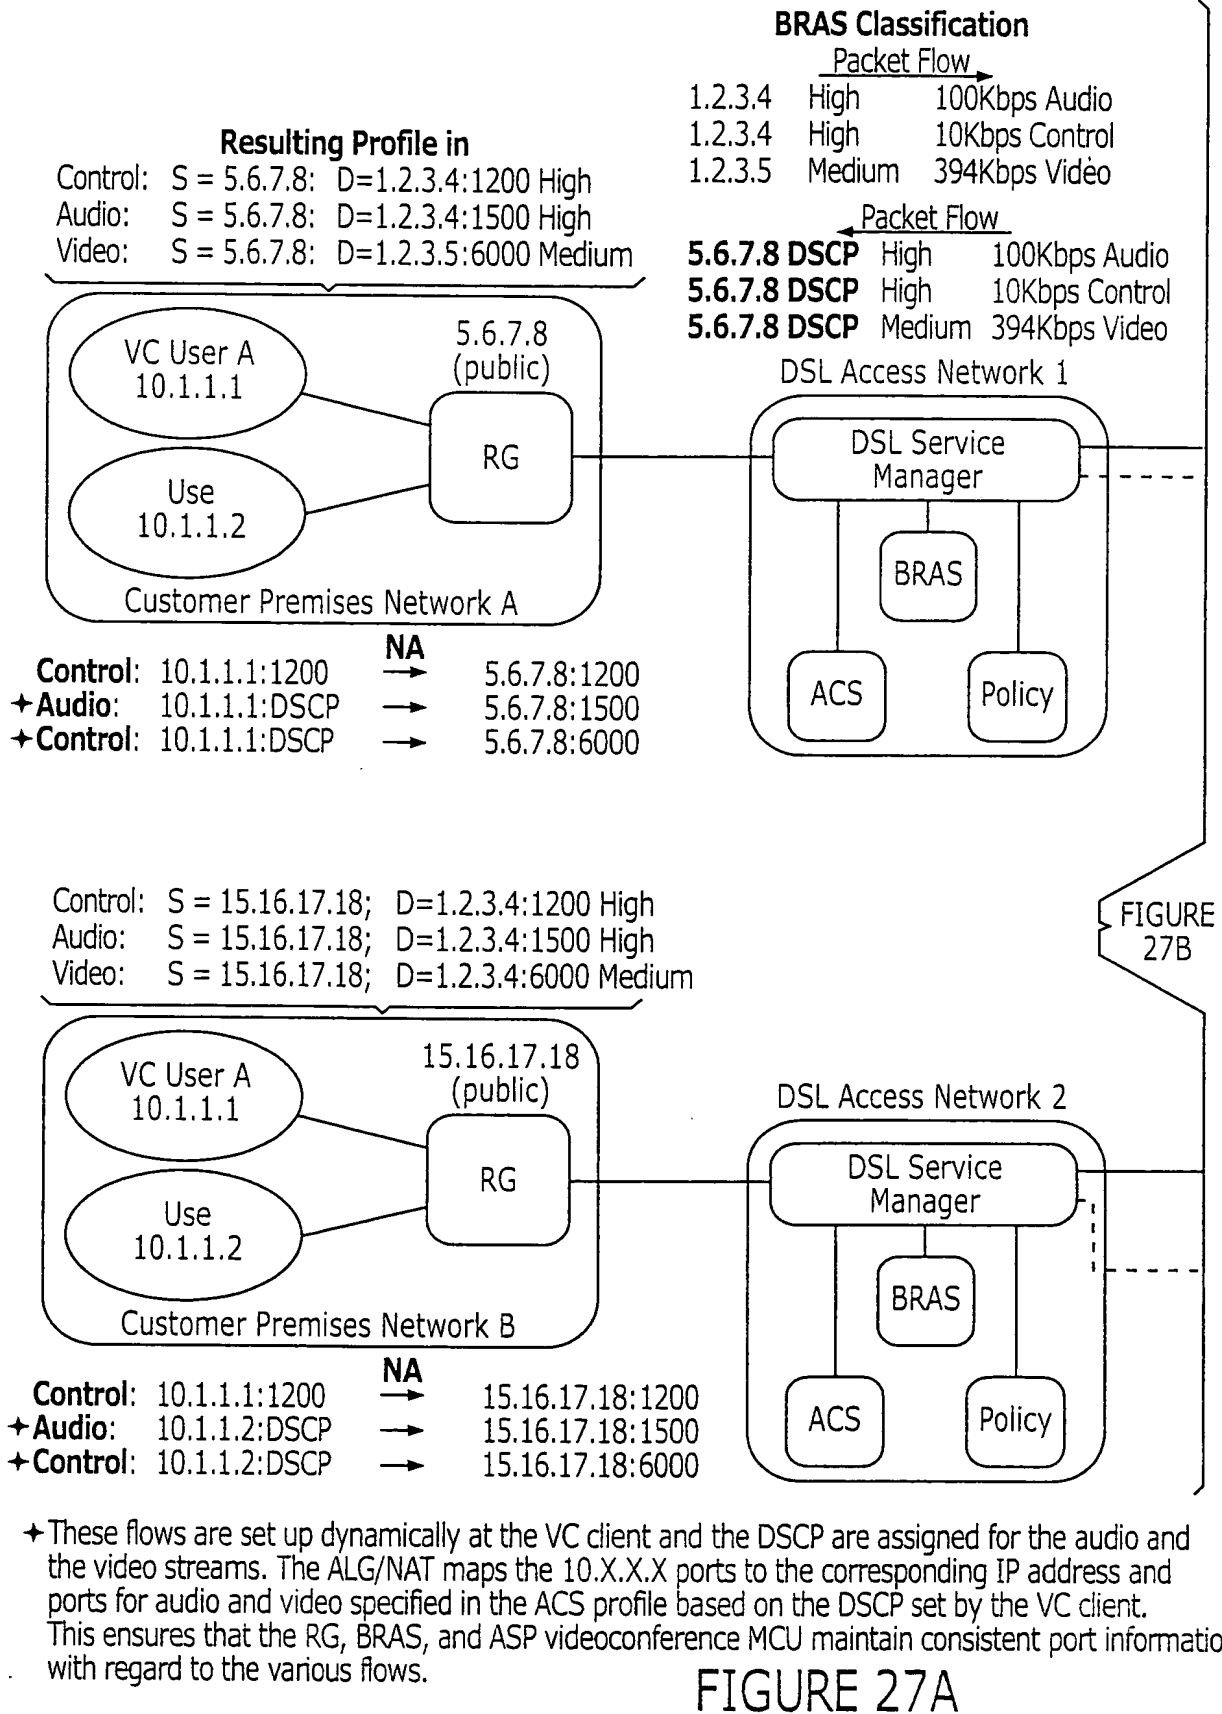 BRAS Classification
Packet Flow
1.2.3.4 High 100Kbps Audio
1.2.3.4 High 10Kbps Control
1.2.3.5 Medium 394Kbps Video
Packet Flow
5.6.7.8 DSCP High 100Kbps Audio
5.6.7.8 DSCP High 10Kbps Control
5.6.7.8 DSCP Medium 394Kbps Video
Resulting Profile in
Control: S = 5.6.7.8: D=1.2.3.4:1200 High
Audio: S = 5.6.7.8: D=1.2.3.4:1500 High
Video: S = 5.6.7.8: D=1.2.3.5:6000 Medium
VC User A
10.1.1.1
Use
10.1.1.2
5.6.7.8
(public)
RG
Customer Premises Network A
DSL Access Network 1
DSL Service
Manager
BRAS
ACS
Policy
NA
Control: 10.1.1.1:1200 → 5.6.7.8:1200
✦Audio: 10.1.1.1:DSCP → 5.6.7.8:1500
✦Control: 10.1.1.1:DSCP → 5.6.7.8:6000
FIGURE
27B
Control: S = 15.16.17.18; D=1.2.3.4:1200 High
Audio: S = 15.16.17.18; D=1.2.3.4:1500 High
Video: S = 15.16.17.18; D=1.2.3.4:6000 Medium
VC User A
10.1.1.1
Use
10.1.1.2
15.16.17.18
(public)
RG
Customer Premises Network B
DSL Access Network 2
DSL Service
Manager
BRAS
ACS
Policy
NA
Control: 10.1.1.1:1200 → 15.16.17.18:1200
✦Audio: 10.1.1.2:DSCP → 15.16.17.18:1500
✦Control: 10.1.1.2:DSCP → 15.16.17.18:6000
✦These flows are set up dynamically at the VC client and the DSCP are assigned for the audio and
the video streams. The ALG/NAT maps the 10.X.X.X ports to the corresponding IP address and
ports for audio and video specified in the ACS profile based on the DSCP set by the VC client.
This ensures that the RG, BRAS, and ASP videoconference MCU maintain consistent port informatio
with regard to the various flows.
FIGURE 27A